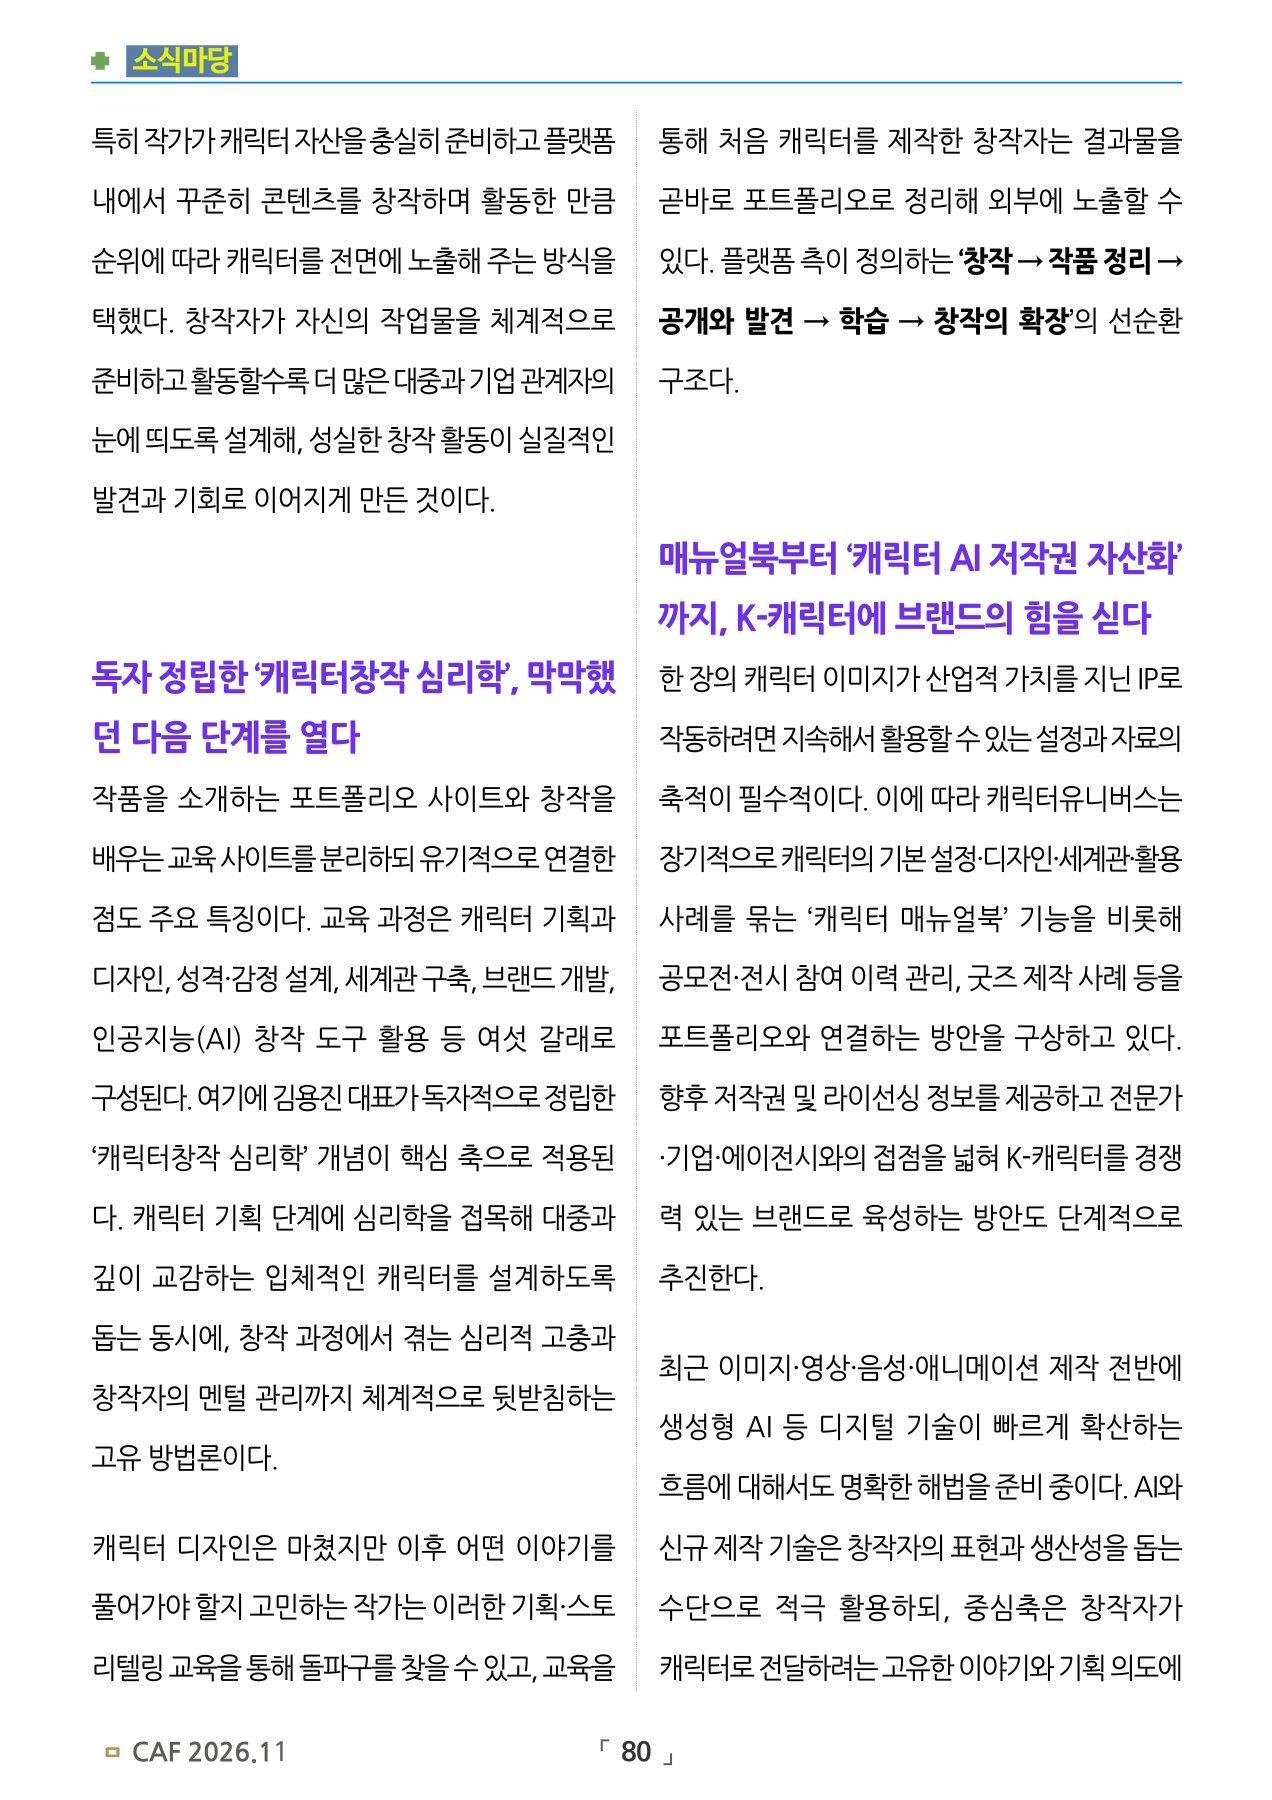 소식마당
특히 작가가 캐릭터 자산을 충실히 준비하고 플랫폼
내에서 꾸준히 콘텐츠를 창작하며 활동한 만큼
순위에 따라 캐릭터를 전면에 노출해 주는 방식을
택했다. 창작자가 자신의 작업물을 체계적으로
준비하고 활동할수록 더 많은 대중과 기업 관계자의
눈에 띄도록 설계해, 성실한 창작 활동이 실질적인
발견과 기회로 이어지게 만든 것이다.
독자 정립한 ‘캐릭터창작 심리학’, 막막했
던 다음 단계를 열다
작품을 소개하는 포트폴리오 사이트와 창작을
배우는 교육 사이트를 분리하되 유기적으로 연결한
점도 주요 특징이다. 교육 과정은 캐릭터 기획과
디자인, 성격·감정 설계, 세계관 구축, 브랜드 개발,
인공지능(AI) 창작 도구 활용 등 여섯 갈래로
구성된다. 여기에 김용진 대표가 독자적으로 정립한
‘캐릭터창작 심리학’ 개념이 핵심 축으로 적용된
다. 캐릭터 기획 단계에 심리학을 접목해 대중과
깊이 교감하는 입체적인 캐릭터를 설계하도록
돕는 동시에, 창작 과정에서 겪는 심리적 고충과
창작자의 멘털 관리까지 체계적으로 뒷받침하는
고유 방법론이다.
캐릭터 디자인은 마쳤지만 이후 어떤 이야기를
풀어가야 할지 고민하는 작가는 이러한 기획·스토
리텔링 교육을 통해 돌파구를 찾을 수 있고, 교육을
통해 처음 캐릭터를 제작한 창작자는 결과물을
곧바로 포트폴리오로 정리해 외부에 노출할 수
있다. 플랫폼 측이 정의하는 ‘창작 → 작품 정리 →
공개와 발견 → 학습 → 창작의 확장’의 선순환
구조다.
매뉴얼북부터 ‘캐릭터 AI 저작권 자산화’
까지, K-캐릭터에 브랜드의 힘을 싣다
한 장의 캐릭터 이미지가 산업적 가치를 지닌 IP로
작동하려면 지속해서 활용할 수 있는 설정과 자료의
축적이 필수적이다. 이에 따라 캐릭터유니버스는
장기적으로 캐릭터의 기본 설정·디자인·세계관·활용
사례를 묶는 ‘캐릭터 매뉴얼북’ 기능을 비롯해
공모전·전시 참여 이력 관리, 굿즈 제작 사례 등을
포트폴리오와 연결하는 방안을 구상하고 있다.
향후 저작권 및 라이선싱 정보를 제공하고 전문가
·기업·에이전시와의 접점을 넓혀 K-캐릭터를 경쟁
력 있는 브랜드로 육성하는 방안도 단계적으로
추진한다.
최근 이미지·영상·음성·애니메이션 제작 전반에
생성형 AI 등 디지털 기술이 빠르게 확산하는
흐름에 대해서도 명확한 해법을 준비 중이다. AI와
신규 제작 기술은 창작자의 표현과 생산성을 돕는
수단으로 적극 활용하되, 중심축은 창작자가
캐릭터로 전달하려는 고유한 이야기와 기획 의도에
CAF 2026.11
「 80 」